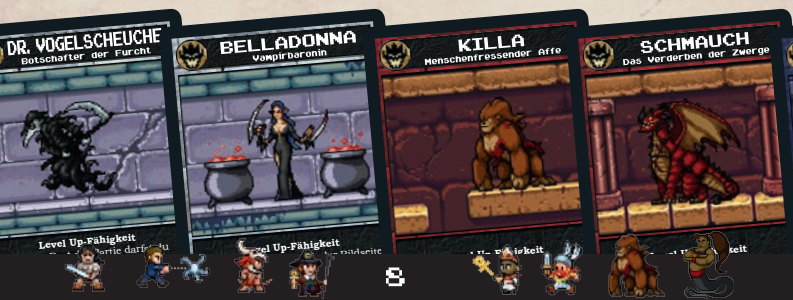 DR. VOGELSCHEUCHE
Botschafter der Furcht
BELLADONNA
Vampirbaronin
KILLA
Menschenfressender Affe
SCHMAUCH
Das Verderben der Zwerge
Level Up-Fähigkeit
Level Up-Fähigkeit
8